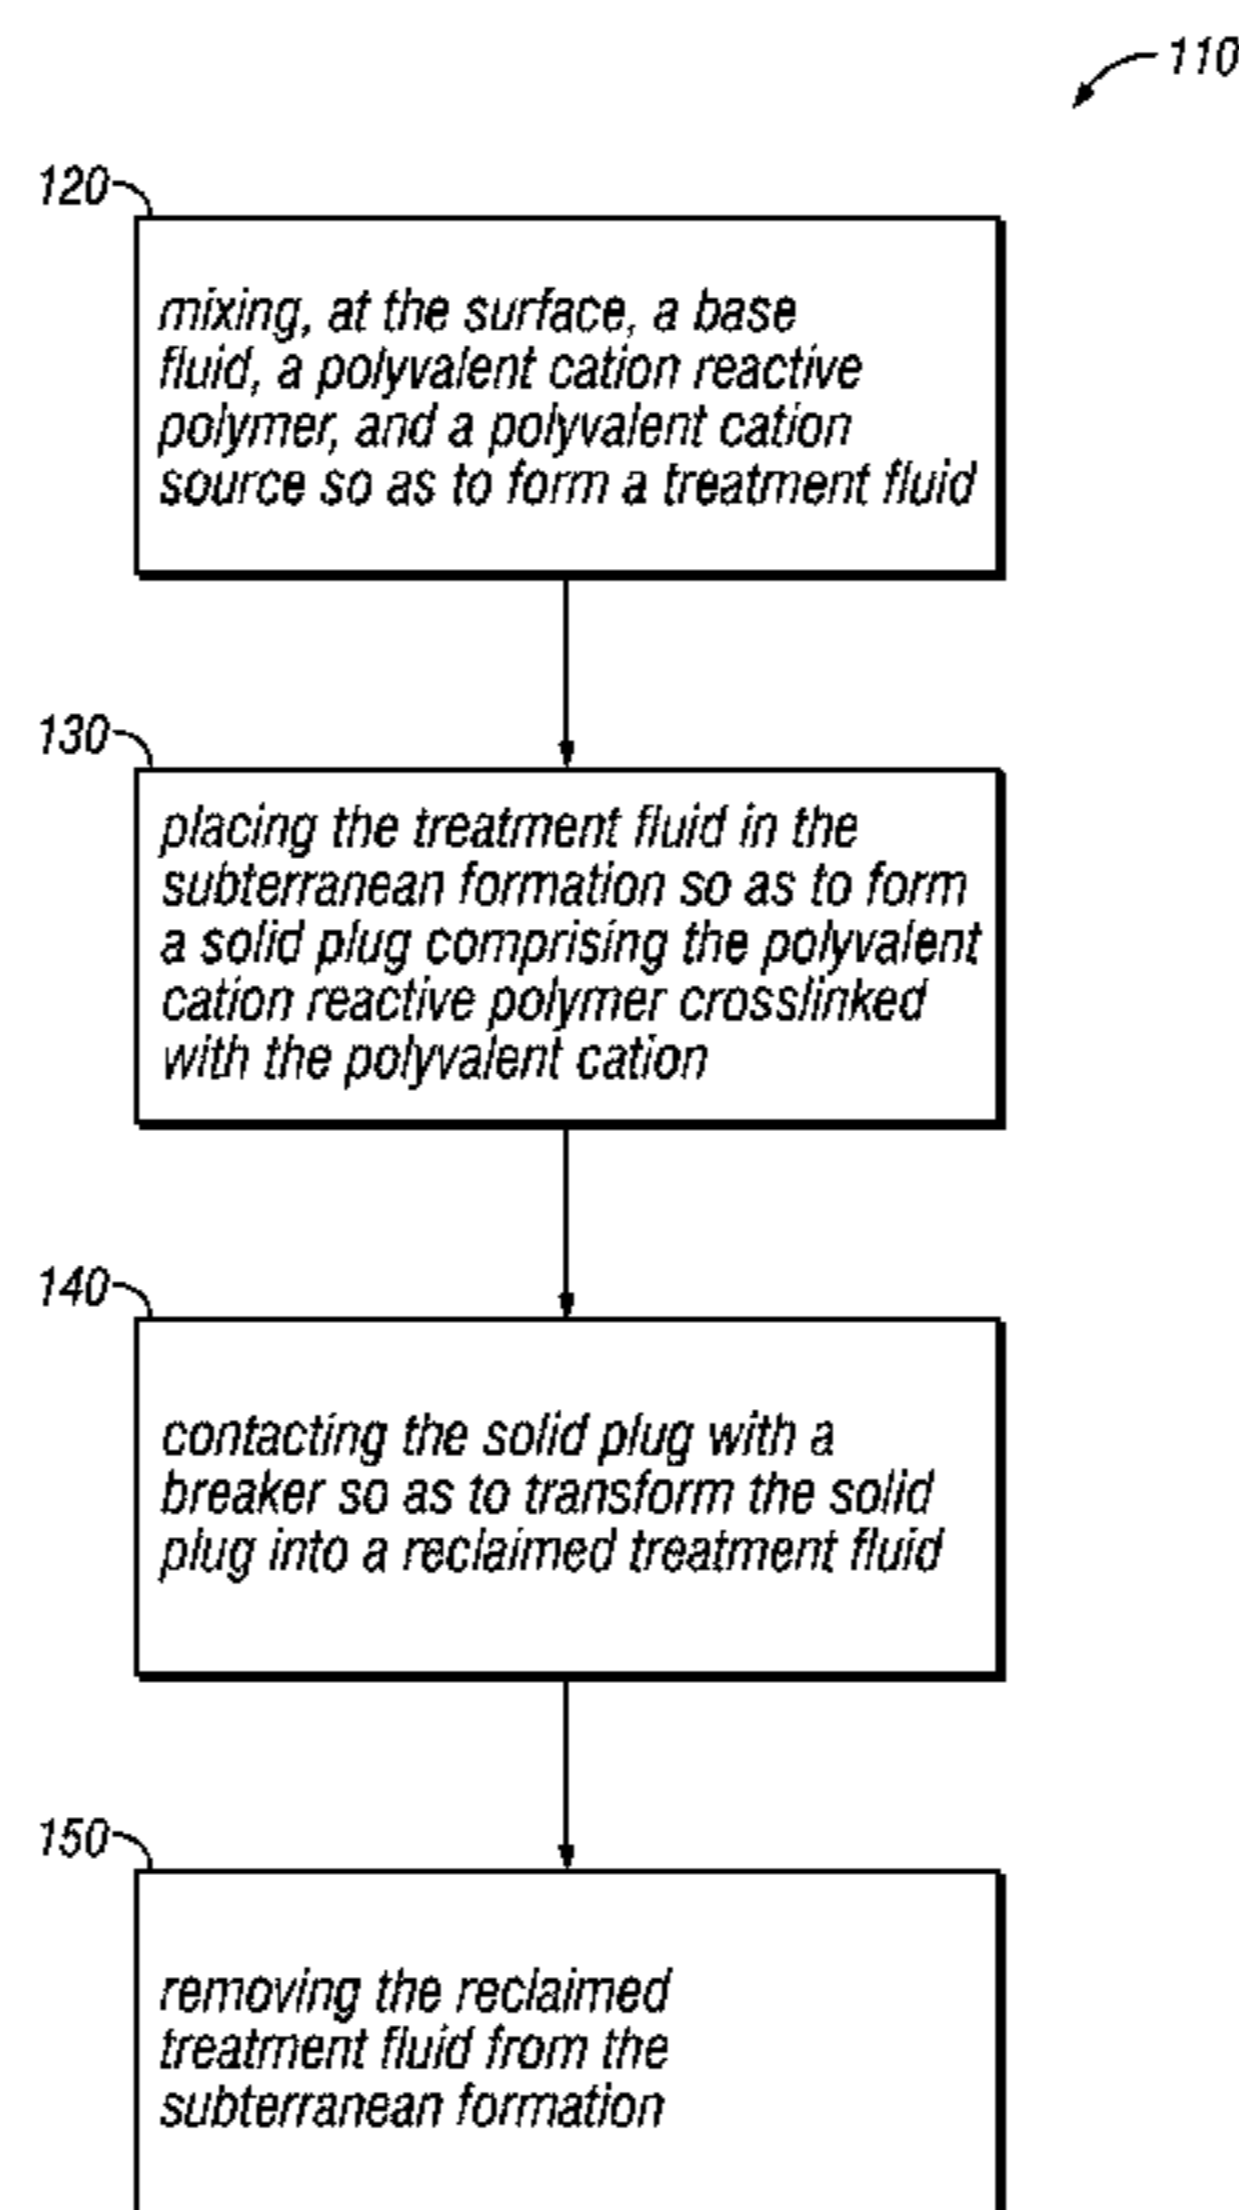 110
120
mixing, at the surface, a base
fluid, a polyvalent cation reactive
polymer, and a polyvalent cation
source so as to form a treatment fluid
130
placing the treatment fluid in the
subterranean formation so as to form
a solid plug comprising the polyvalent
cation reactive polymer crosslinked
with the polyvalent cation
140
contacting the solid plug with a
breaker so as to transform the solid
plug into a reclaimed treatment fluid
150
removing the reclaimed
treatment fluid from the
subterranean formation